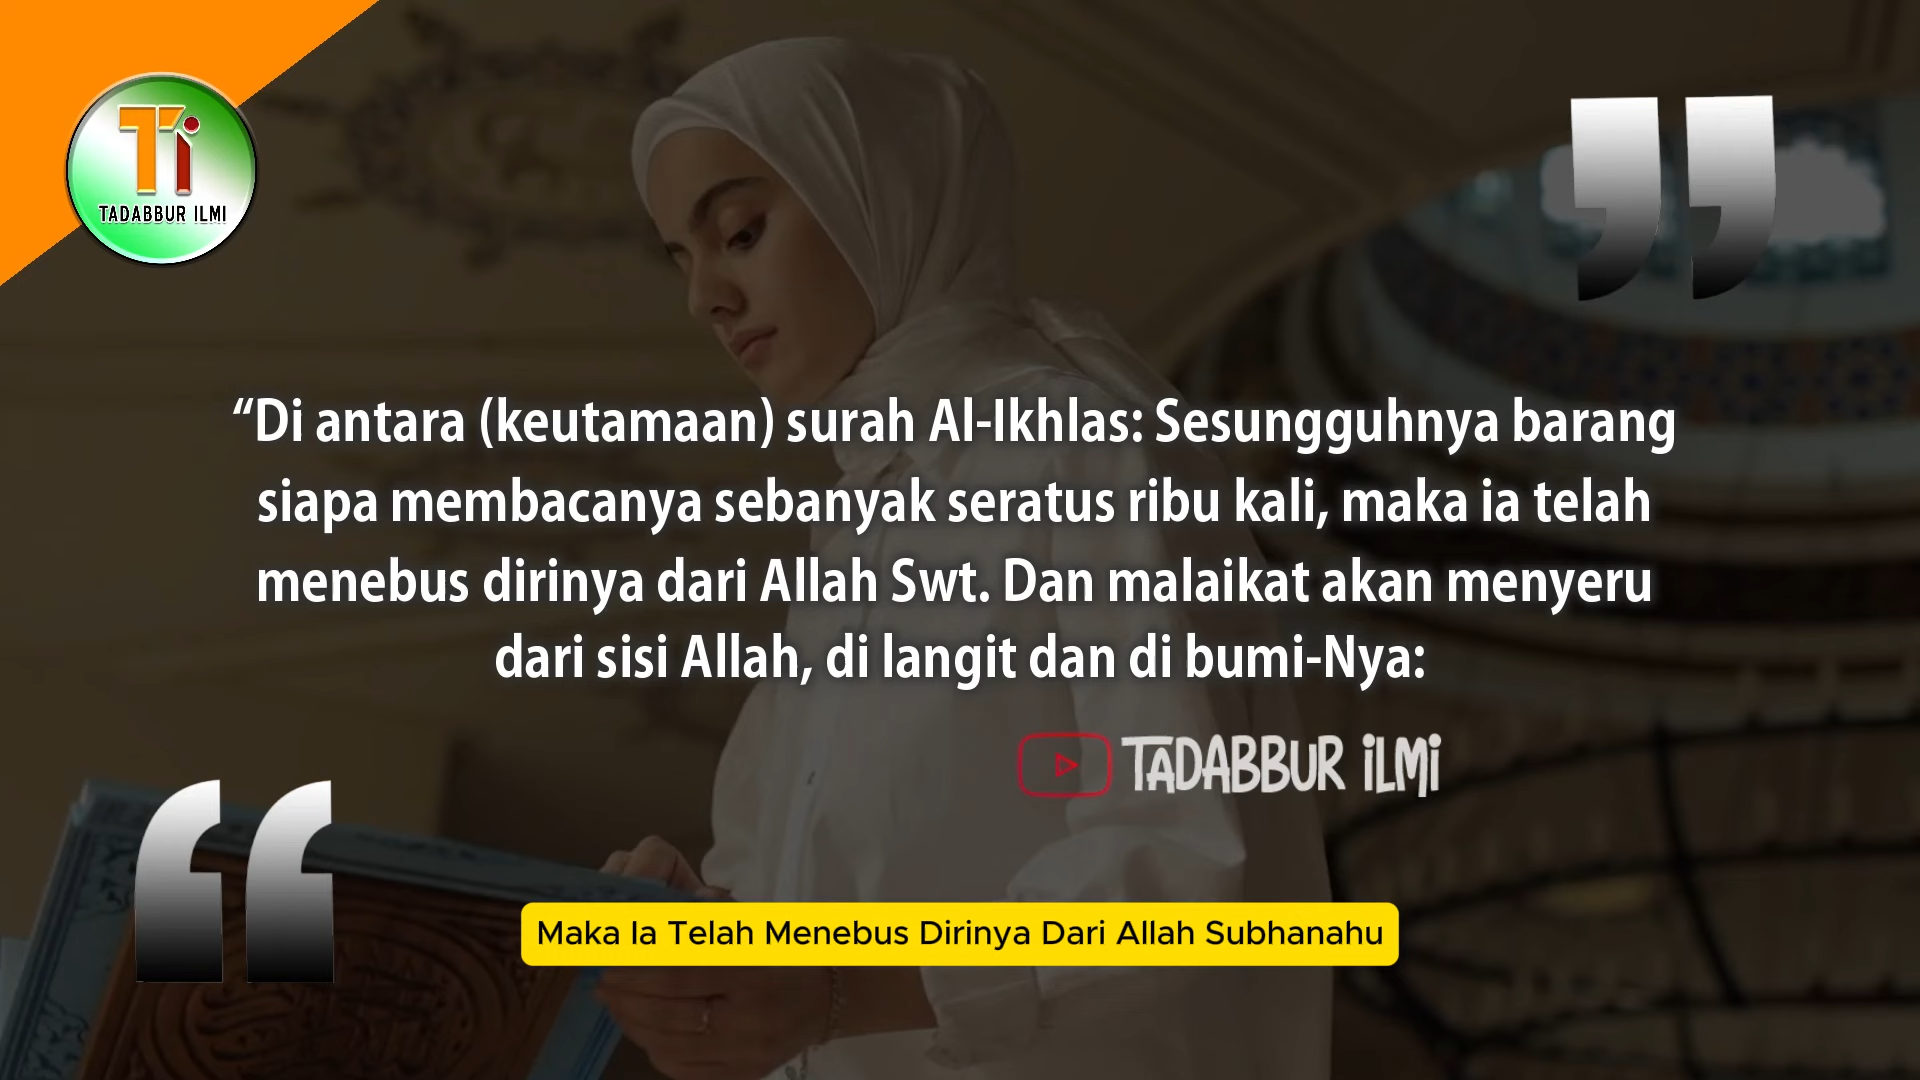 TADABBUR ILMI
“Di antara (keutamaan) surah Al-Ikhlas: Sesungguhnya barang
siapa membacanya sebanyak seratus ribu kali, maka ia telah
menebus dirinya dari Allah Swt. Dan malaikat akan menyeru
dari sisi Allah, di langit dan di bumi-Nya:
TADABBUR iLMi
Maka Ia Telah Menebus Dirinya Dari Allah Subhanahu